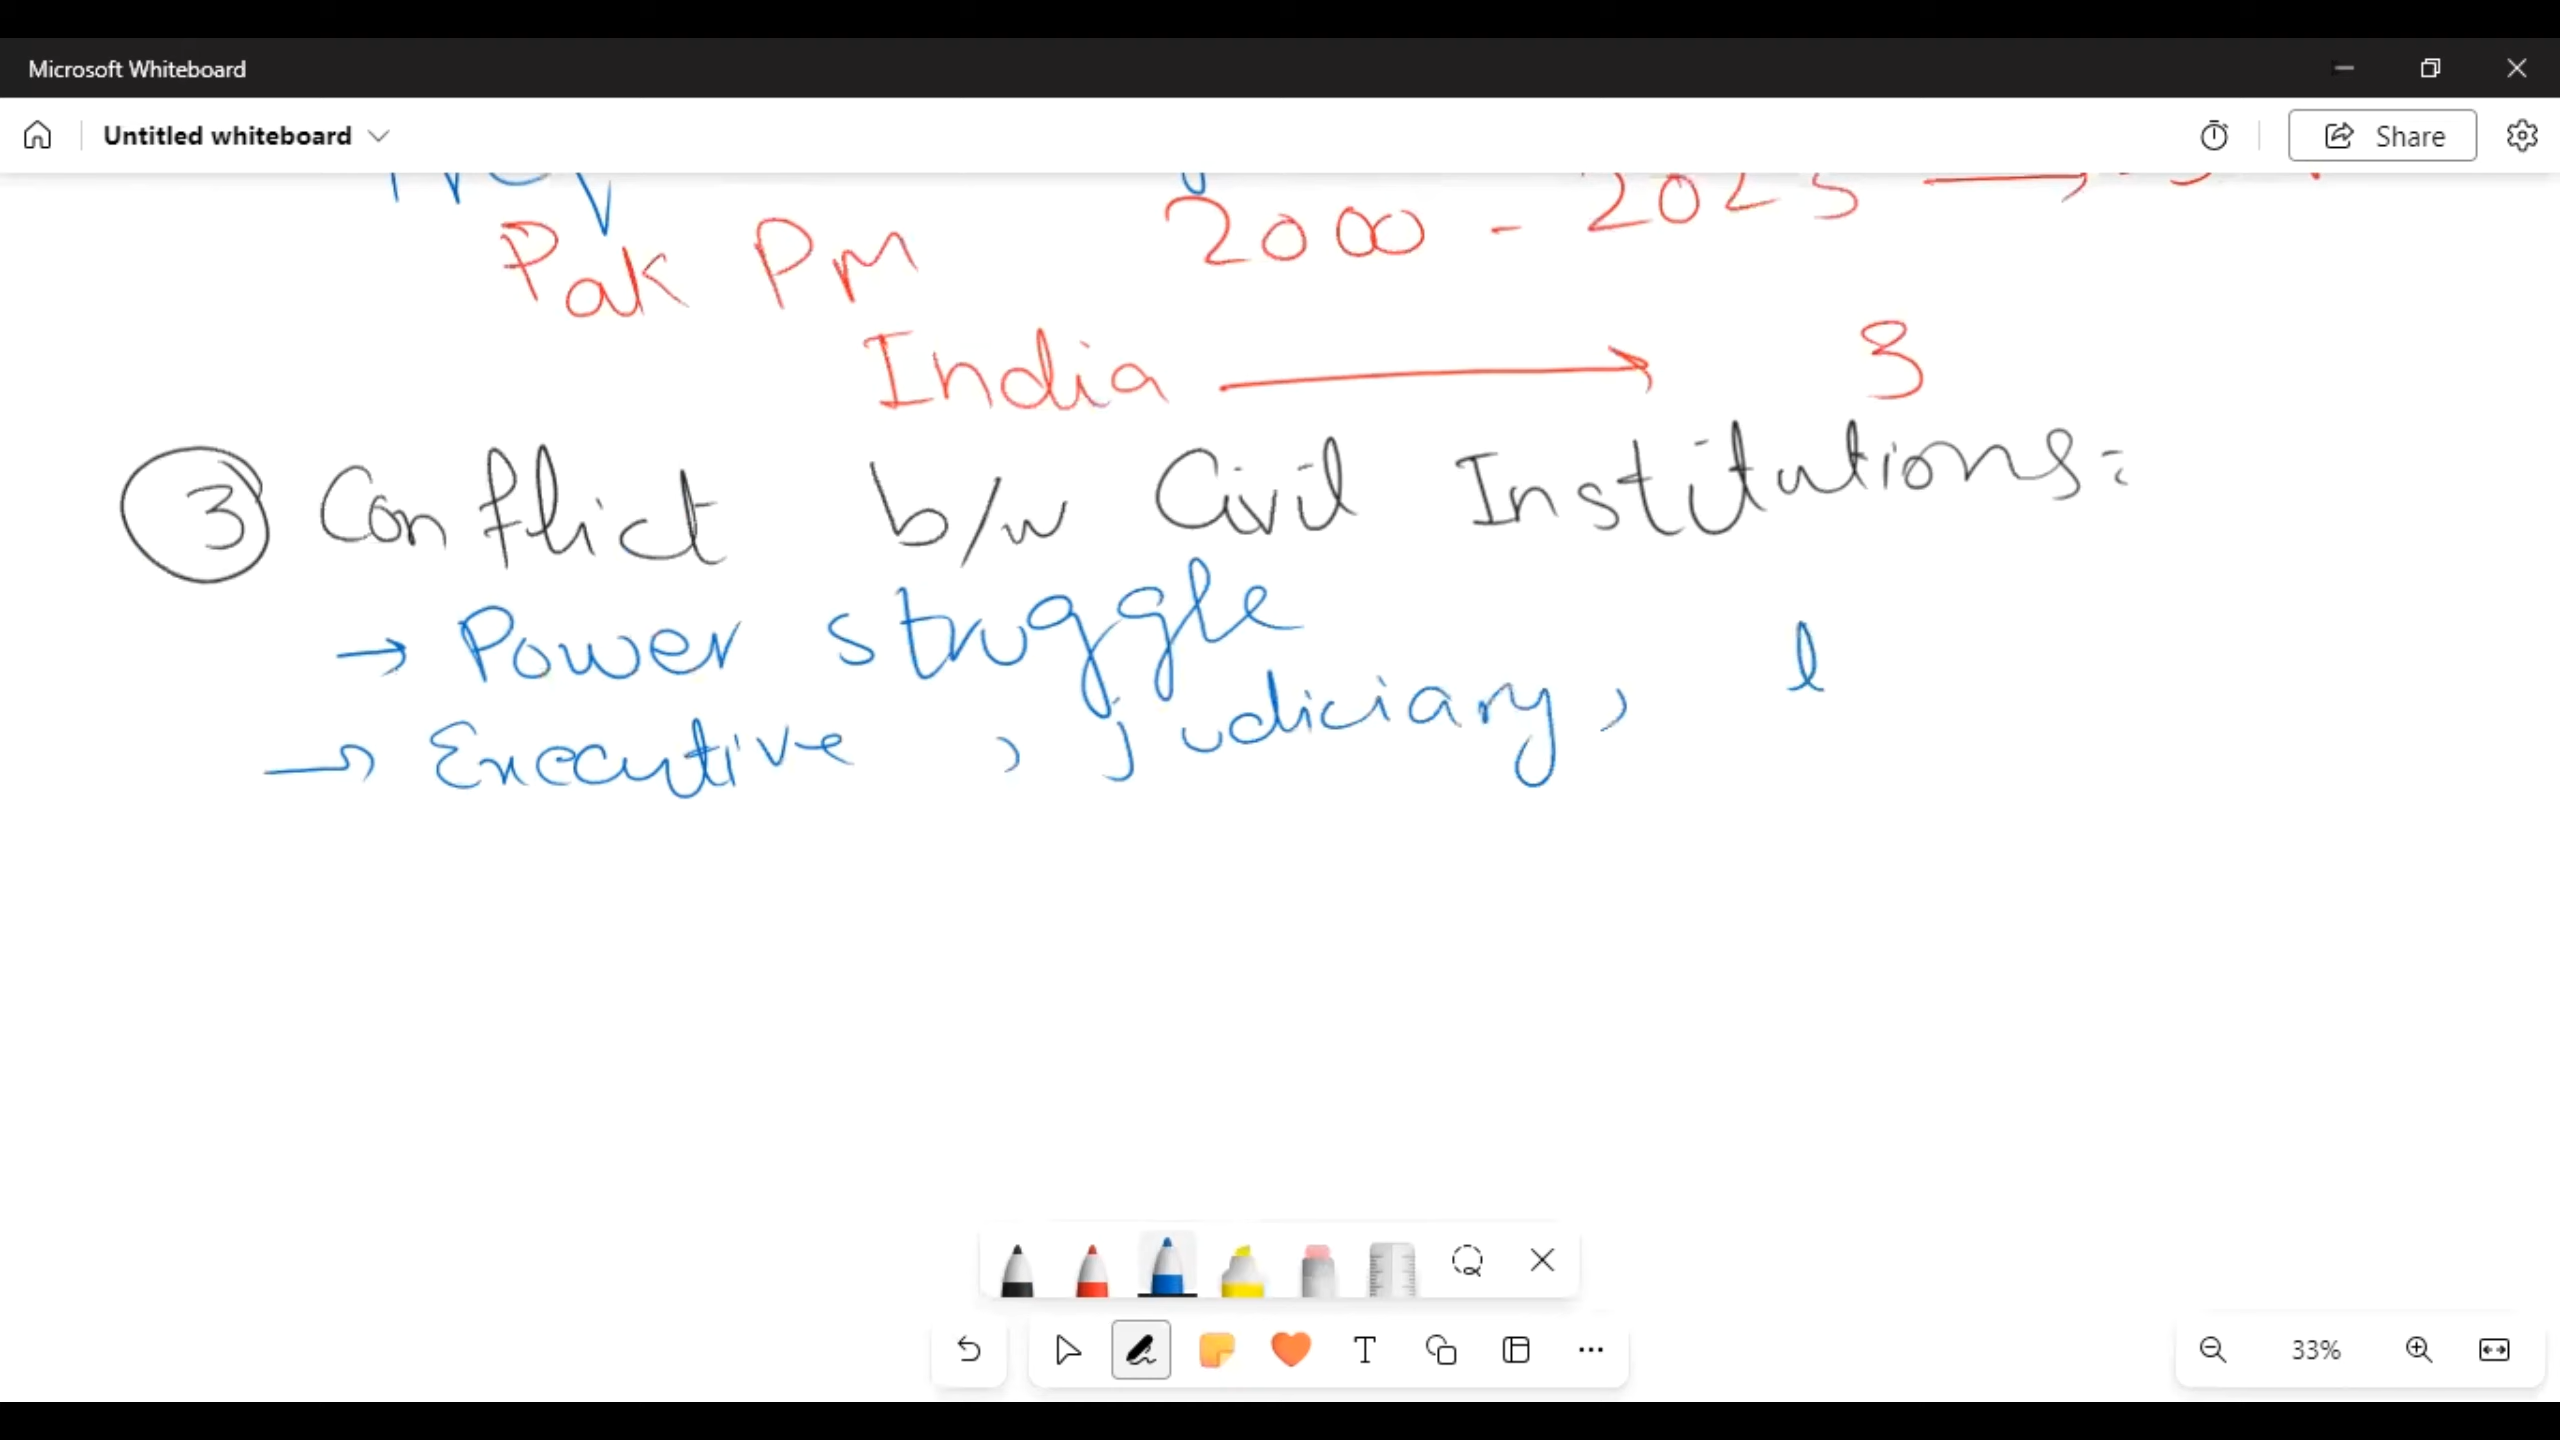 Microsoft Whiteboard
Untitled whiteboard
Share
2000 - 2025
Pak Pm
India → 3
③ Conflict b/w Civil Institutions:
→ Power struggle
→ Executive , judiciary, l
33%